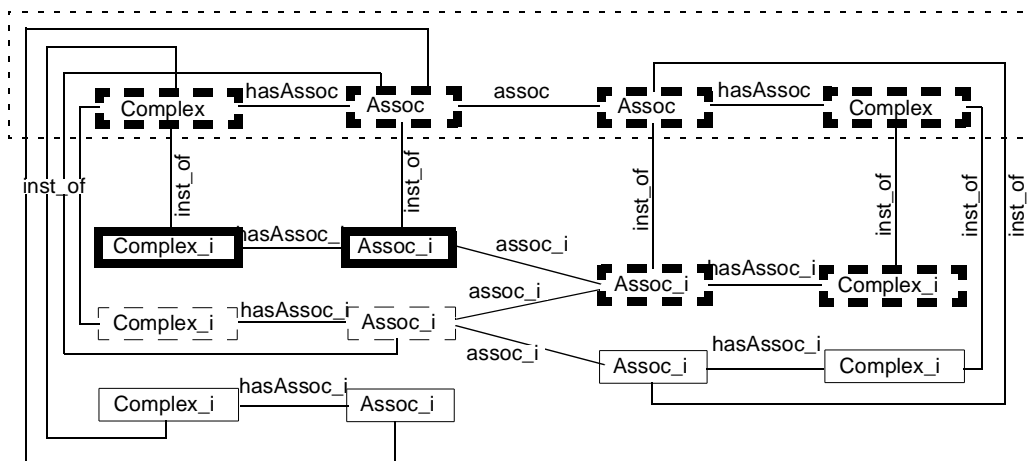 Complex hasAssoc Assoc assoc Assoc hasAssoc Complex
inst_of inst_of inst_of inst_of inst_of inst_of inst_of
Complex_i hasAssoc_i Assoc_i assoc_i
assoc_i Assoc_i hasAssoc_i Complex_i
Complex_i hasAssoc_i Assoc_i
assoc_i Assoc_i hasAssoc_i Complex_i
Complex_i hasAssoc_i Assoc_i